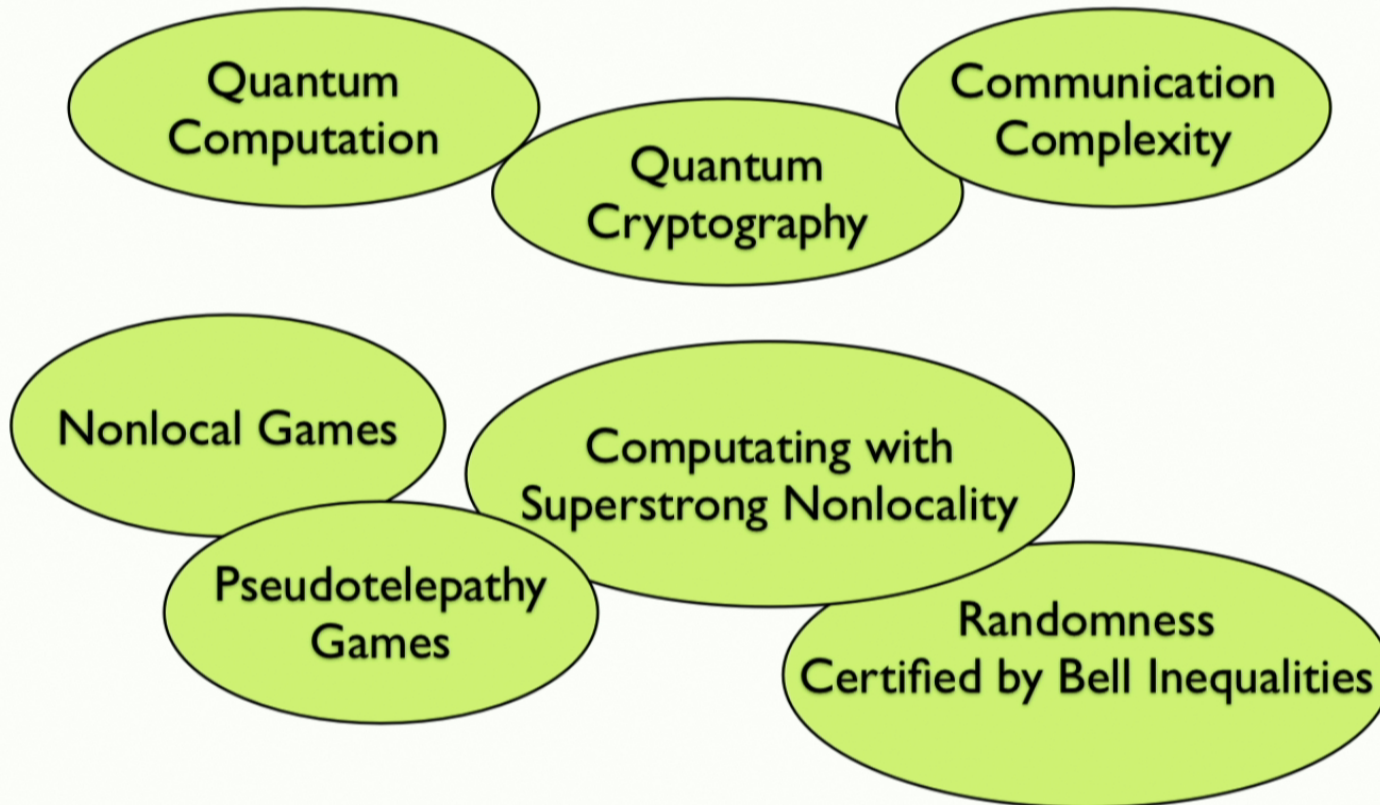 Quantum
Computation
Quantum
Cryptography
Communication
Complexity
Nonlocal Games
Computating with
Superstrong Nonlocality
Pseudotelepathy
Games
Randomness
Certified by Bell Inequalities